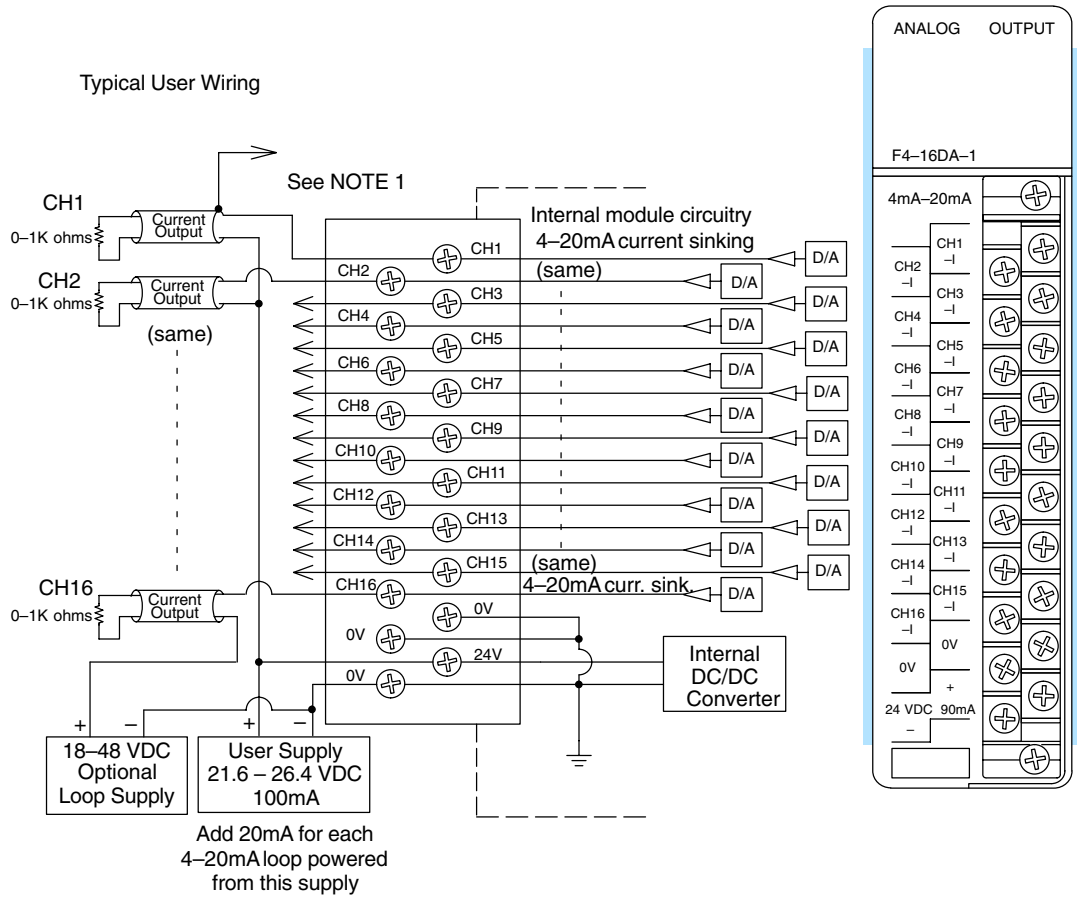 Typical User Wiring
See NOTE 1
CH1
0–1K ohms
Current
Output
CH2
0–1K ohms
Current
Output
(same)
CH16
0–1K ohms
Current
Output
Internal module circuitry
4–20mA current sinking
(same)
CH1
D/A
CH2
D/A
CH3
D/A
CH4
D/A
CH5
D/A
CH6
D/A
CH7
D/A
CH8
D/A
CH9
D/A
CH10
D/A
CH11
D/A
CH12
D/A
CH13
D/A
CH14
D/A
CH15
D/A
(same)
4–20mA curr. sink.
CH16
D/A
0V
0V
24V
0V
Internal
DC/DC
Converter
+
–
+
–
18–48 VDC
Optional
Loop Supply
User Supply
21.6 – 26.4 VDC
100mA
Add 20mA for each
4–20mA loop powered
from this supply
ANALOG OUTPUT
F4–16DA–1
4mA–20mA
CH1
–I
CH2
–I
CH3
–I
CH4
–I
CH5
–I
CH6
–I
CH7
–I
CH8
–I
CH9
–I
CH10
–I
CH11
–I
CH12
–I
CH13
–I
CH14
–I
CH15
–I
CH16
–I
0V
0V
+
24 VDC 90mA
–